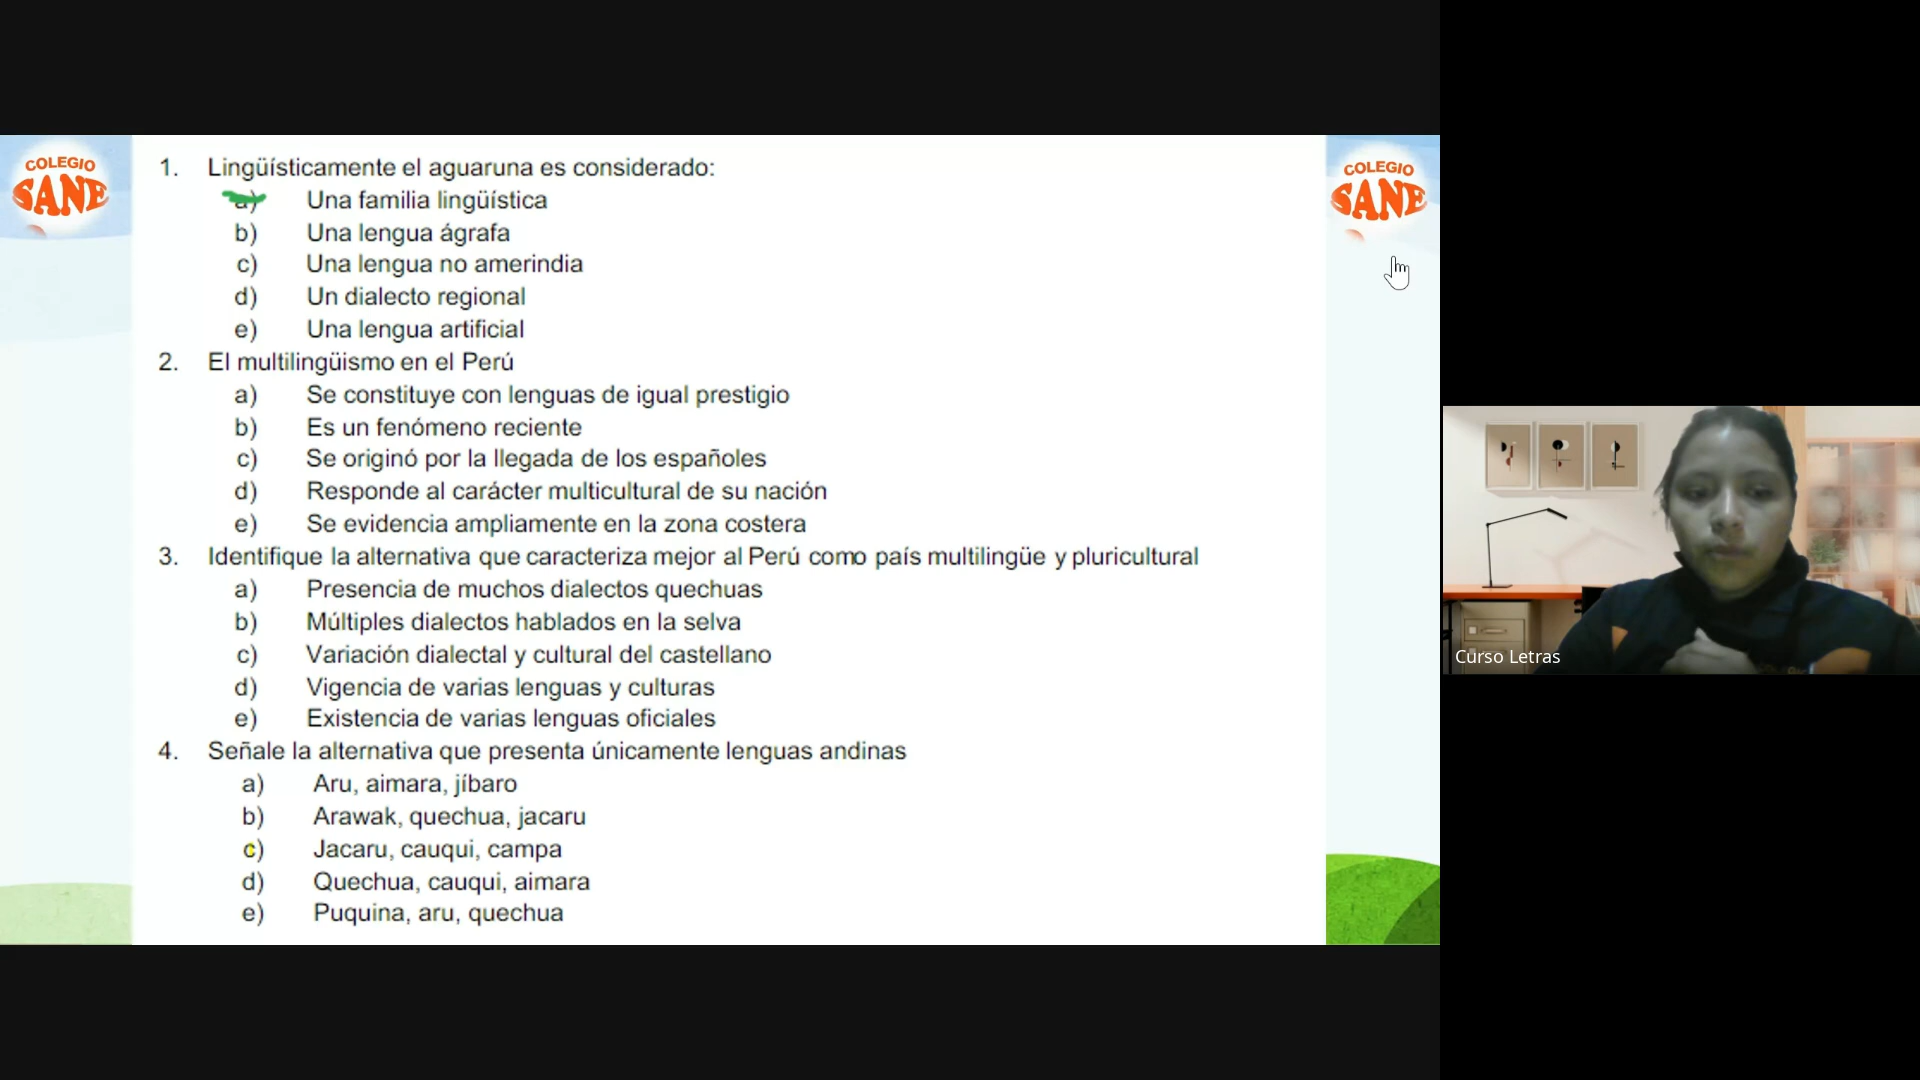 COLEGIO
SANE
COLEGIO
SANE
1. Lingüísticamente el aguaruna es considerado:
a) Una familia lingüística
b) Una lengua ágrafa
c) Una lengua no amerindia
d) Un dialecto regional
e) Una lengua artificial
2. El multilingüismo en el Perú
a) Se constituye con lenguas de igual prestigio
b) Es un fenómeno reciente
c) Se originó por la llegada de los españoles
d) Responde al carácter multicultural de su nación
e) Se evidencia ampliamente en la zona costera
3. Identifique la alternativa que caracteriza mejor al Perú como país multilingüe y pluricultural
a) Presencia de muchos dialectos quechuas
b) Múltiples dialectos hablados en la selva
c) Variación dialectal y cultural del castellano
d) Vigencia de varias lenguas y culturas
e) Existencia de varias lenguas oficiales
4. Señale la alternativa que presenta únicamente lenguas andinas
a) Aru, aimara, jíbaro
b) Arawak, quechua, jacaru
c) Jacaru, cauqui, campa
d) Quechua, cauqui, aimara
e) Puquina, aru, quechua
Curso Letras